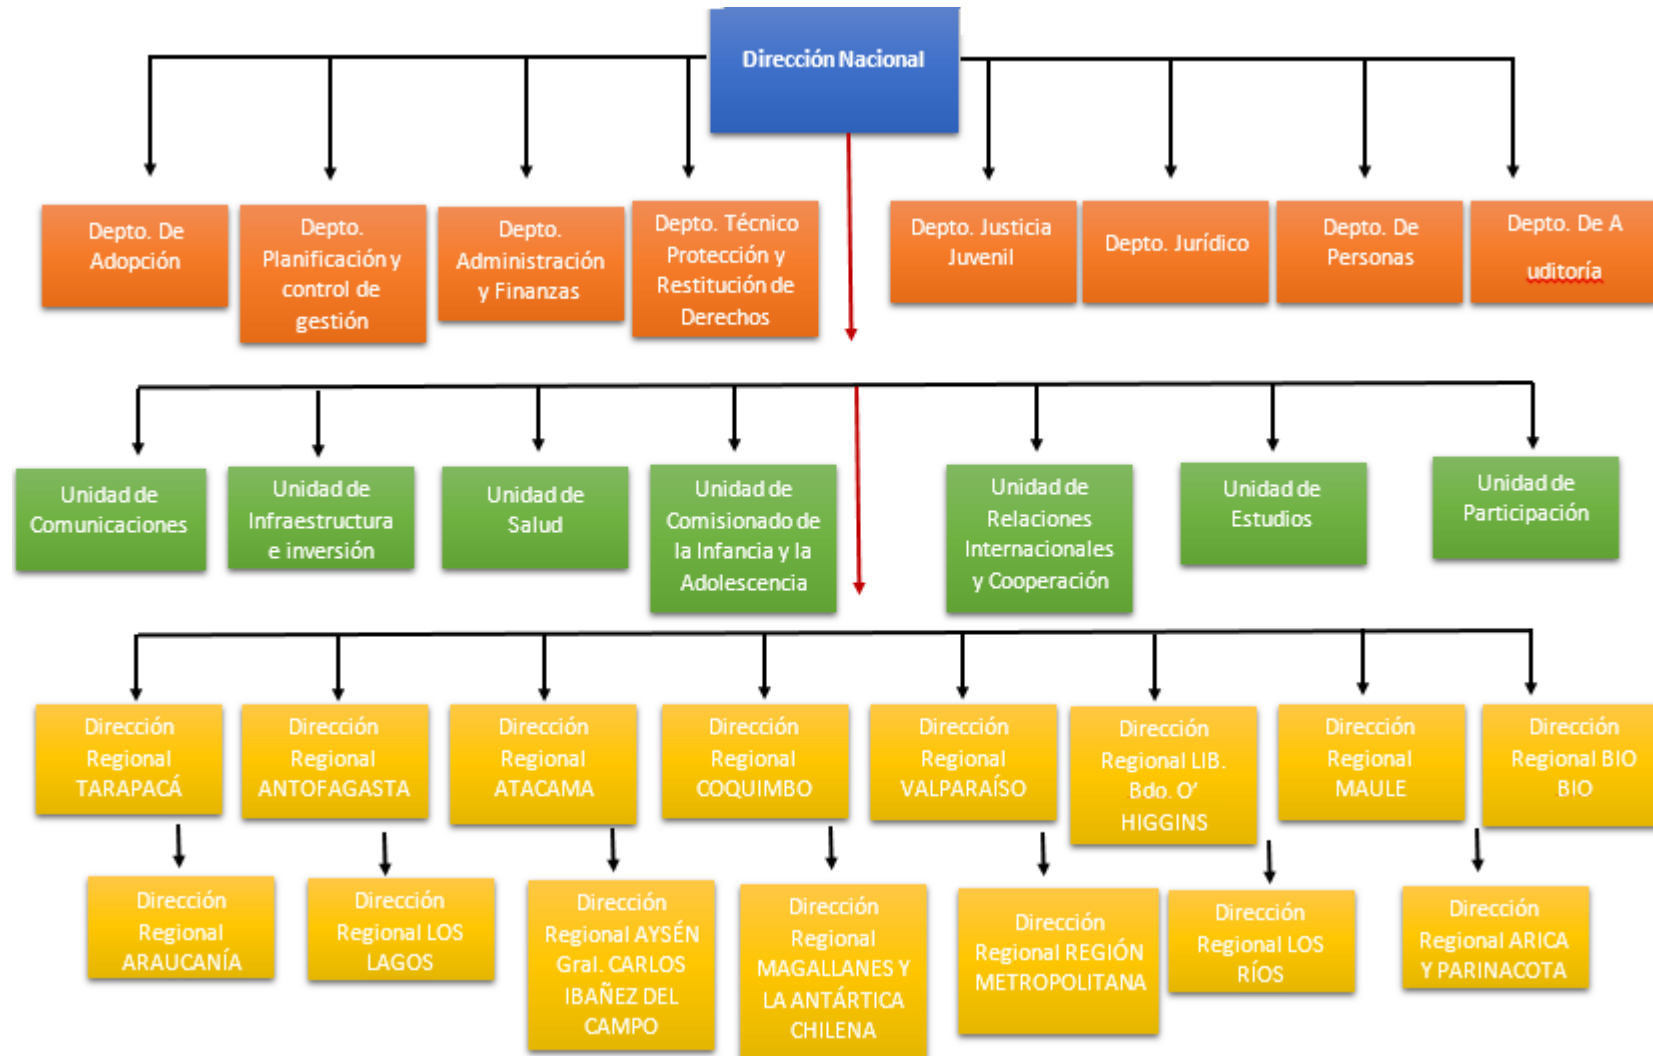 Dirección Nacional
Depto. De
Adopción
Depto.
Planificación y
control de
gestión
Depto.
Administración
y Finanzas
Depto. Técnico
Protección y
Restitución de
Derechos
Depto. Justicia
Juvenil
Depto. Jurídico
Depto. De
Personas
Depto. De A
uditoría
Unidad de
Comunicaciones
Unidad de
Infraestructura
e inversión
Unidad de
Salud
Unidad de
Comisionado de
la Infancia y la
Adolescencia
Unidad de
Relaciones
Internacionales
y Cooperación
Unidad de
Estudios
Unidad de
Participación
Dirección
Regional
TARAPACÁ
Dirección
Regional
ANTOFAGASTA
Dirección
Regional
ATACAMA
Dirección
Regional
COQUIMBO
Dirección
Regional
VALPARAÍSO
Dirección
Regional LIB.
Bdo. O’
HIGGINS
Dirección
Regional
MAULE
Dirección
Regional BIO
BIO
Dirección
Regional
ARAUCANÍA
Dirección
Regional LOS
LAGOS
Dirección
Regional AYSÉN
Gral. CARLOS
IBAÑEZ DEL
CAMPO
Dirección
Regional
MAGALLANES Y
LA ANTÁRTICA
CHILENA
Dirección
Regional REGIÓN
METROPOLITANA
Dirección
Regional LOS
RÍOS
Dirección
Regional ARICA
Y PARINACOTA